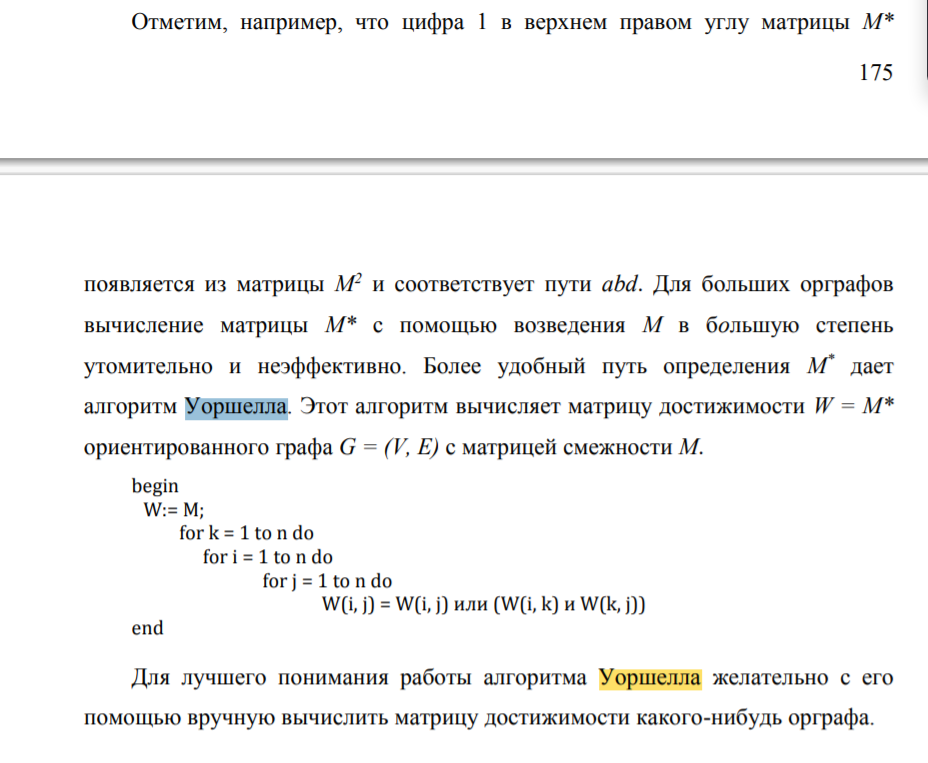 Отметим, например, что цифра 1 в верхнем правом углу матрицы M*
175
появляется из матрицы M² и соответствует пути abd. Для больших орграфов
вычисление матрицы M* с помощью возведения M в большую степень
утомительно и неэффективно. Более удобный путь определения M* дает
алгоритм Уоршелла. Этот алгоритм вычисляет матрицу достижимости W = M*
ориентированного графа G = (V, E) с матрицей смежности M.
begin
W:= M;
for k = 1 to n do
for i = 1 to n do
for j = 1 to n do
W(i, j) = W(i, j) или (W(i, k) и W(k, j))
end
Для лучшего понимания работы алгоритма Уоршелла желательно с его
помощью вручную вычислить матрицу достижимости какого-нибудь орграфа.